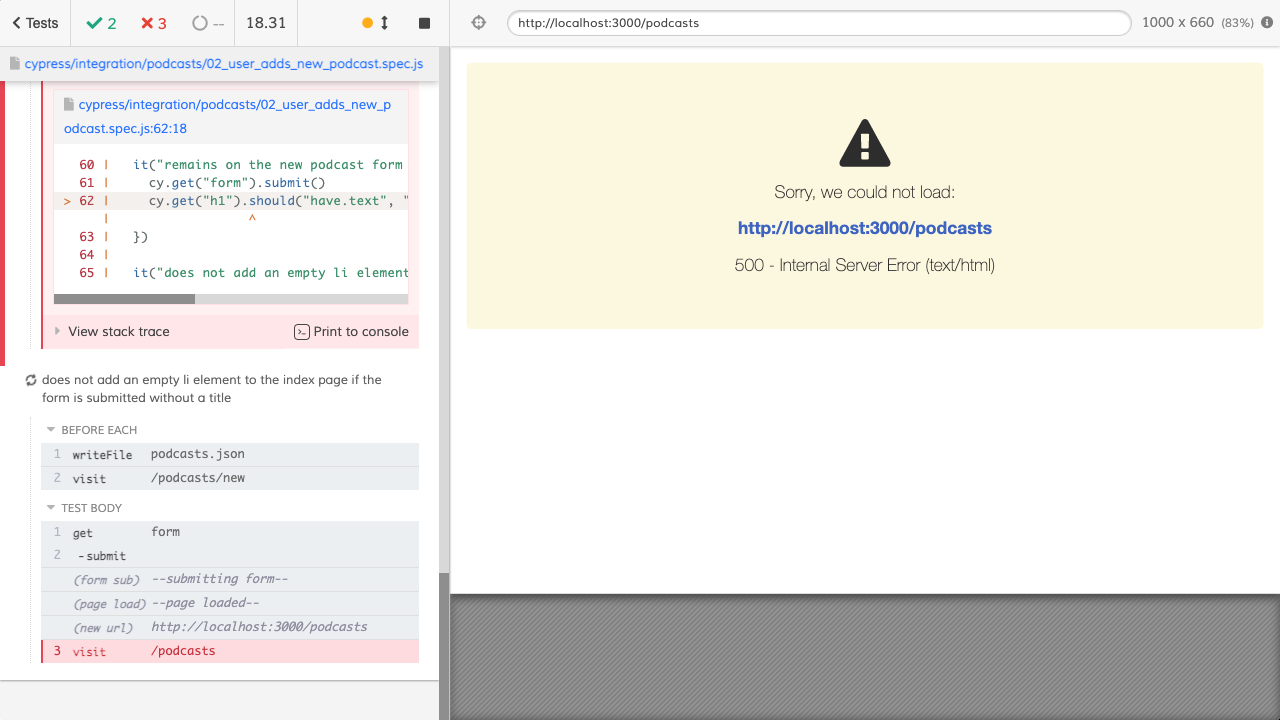 Tests
2
3
--
18.31
http://localhost:3000/podcasts
1000 x 660 (83%)
cypress/integration/podcasts/02_user_adds_new_podcast.spec.js
cypress/integration/podcasts/02_user_adds_new_p
odcast.spec.js:62:18
60 | it("remains on the new podcast form
61 | cy.get("form").submit()
> 62 | cy.get("h1").should("have.text", "
| ^
63 | })
64 |
65 | it("does not add an empty li element
View stack trace
Print to console
does not add an empty li element to the index page if the
form is submitted without a title
BEFORE EACH
1 writeFile podcasts.json
2 visit /podcasts/new
TEST BODY
1 get form
2 -submit
(form sub) --submitting form--
(page load) --page loaded--
(new url) http://localhost:3000/podcasts
3 visit /podcasts
Sorry, we could not load:
http://localhost:3000/podcasts
500 - Internal Server Error (text/html)